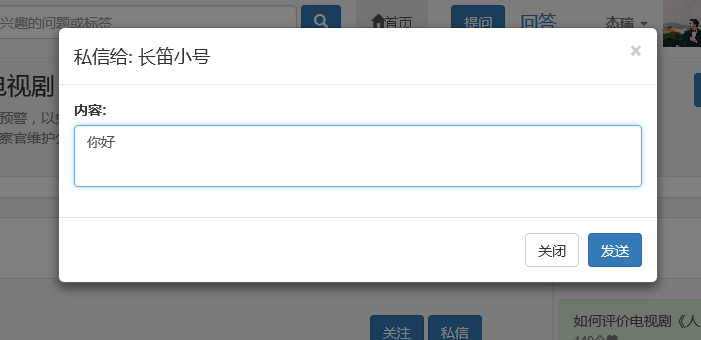 兴趣的问题或标签
首页
提问
回答
杰瑞
私信给: 长笛小号
×
电视剧
内容:
预警，以
你好
察官维护
关闭
发送
关注
私信
如何评价电视剧《人